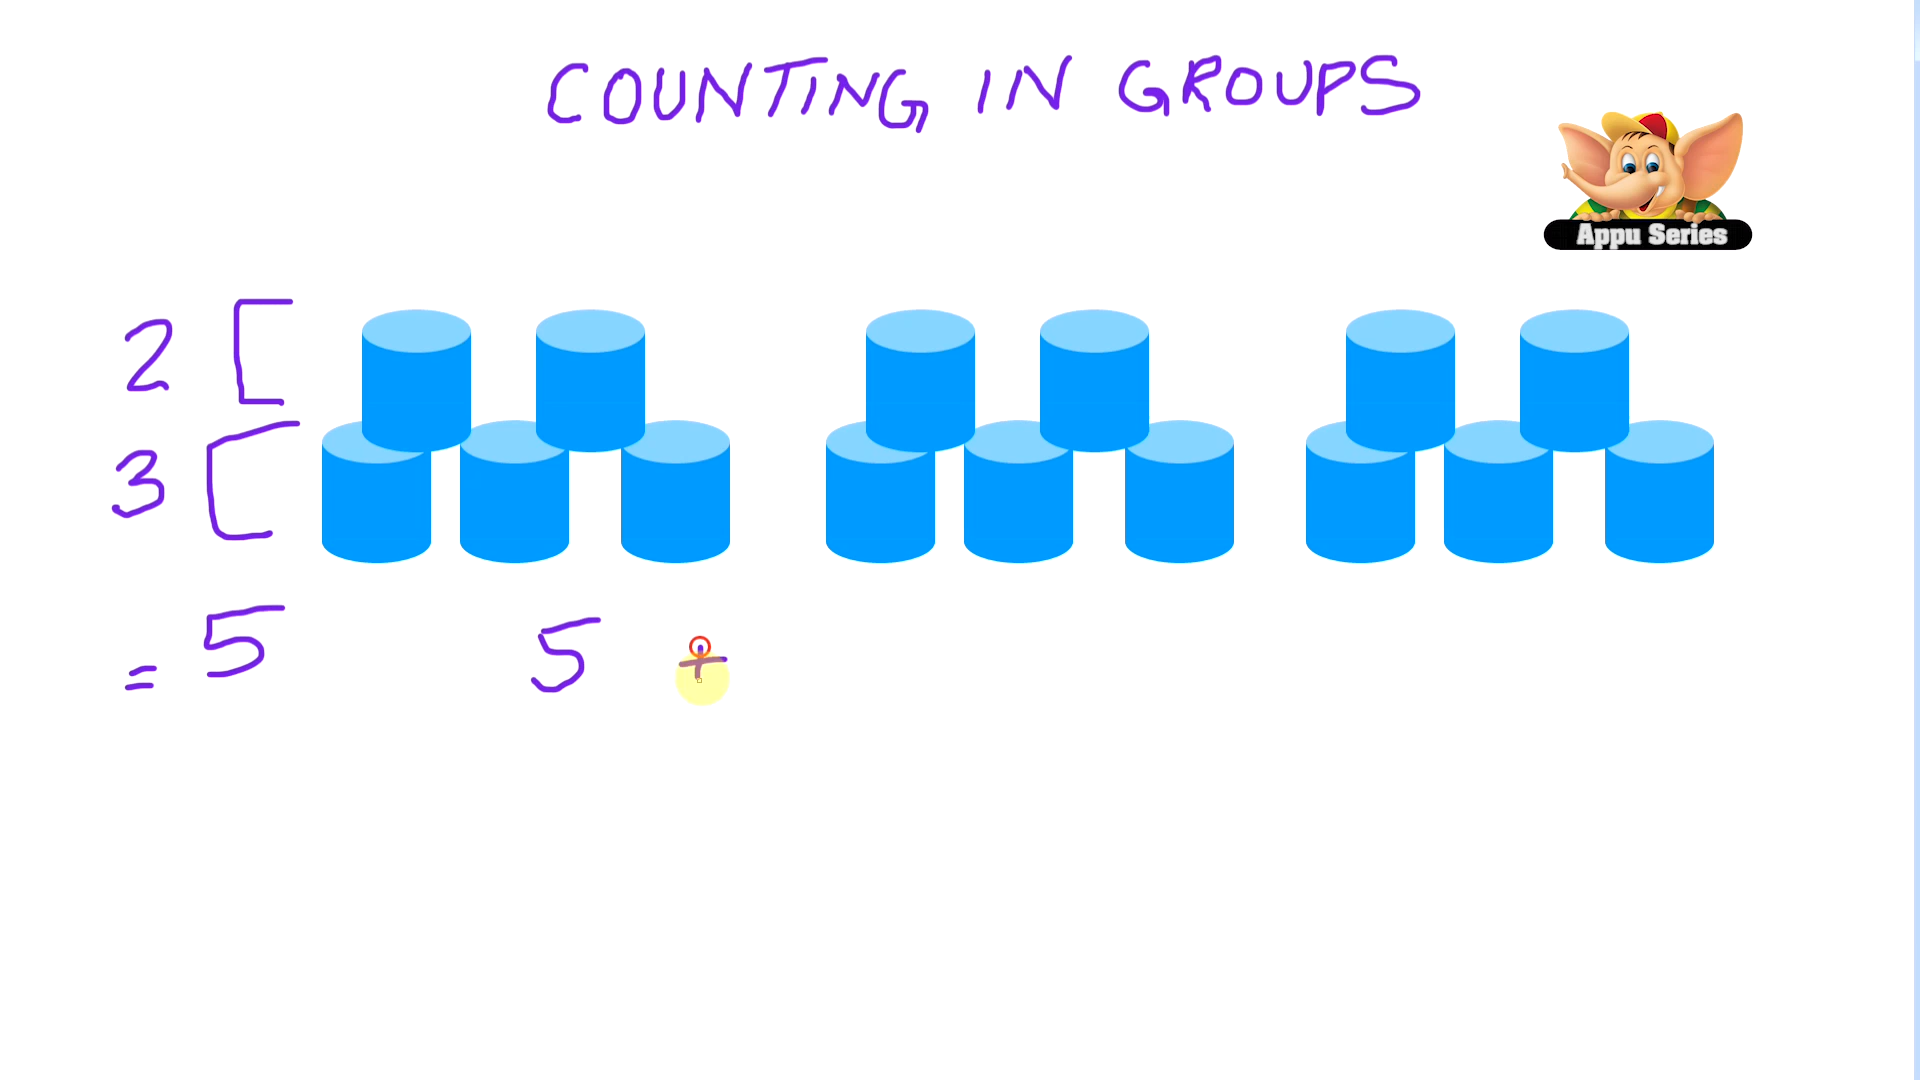 COUNTING IN GROUPS
Appu Series
2 [
3 [
= 5 5 +